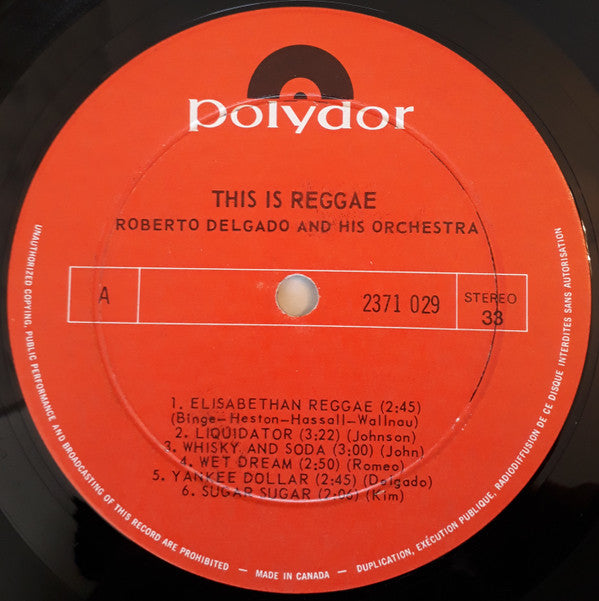 polydor
THIS IS REGGAE
ROBERTO DELGADO AND HIS ORCHESTRA
A 2371 029 STEREO
33
1. ELISABETHAN REGGAE (2:45)
(Binge—Heston—Hassall—Wallnau)
2. LIQUIDATOR (3:22) (Johnson)
3. WHISKY AND SODA (3:00) (John)
4. WET DREAM (2:50) (Romeo)
5. YANKEE DOLLAR (2:45) (Delgado)
6. SUGAR SUGAR (2:06) (Kim)
UNAUTHORIZED COPYING, PUBLIC PERFORMANCE AND BROADCASTING OF THIS RECORD ARE PROHIBITED — MADE IN CANADA — DUPLICATION, EXÉCUTION PUBLIQUE, RADIODIFFUSION DE CE DISQUE INTERDITES SANS AUTORISATION